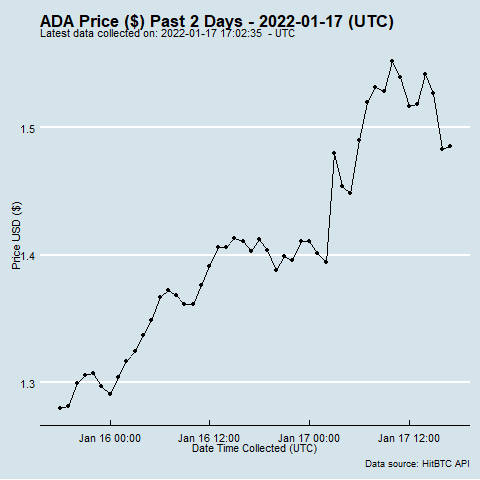 ADA Price ($) Past 2 Days - 2022-01-17 (UTC)
Latest data collected on: 2022-01-17 17:02:35  - UTC
Price USD ($)
1.5
1.4
1.3
Jan 16 00:00
Jan 16 12:00
Jan 17 00:00
Jan 17 12:00
Date Time Collected (UTC)
Data source: HitBTC API